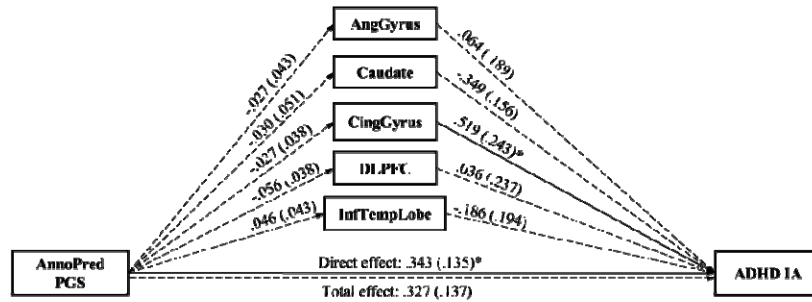 AngGyrus
-.027 (.043)
.064 (.189)
Caudate
-.030 (.051)
-.349 (.156)
CingGyrus
-.027 (.038)
.519 (.243)*
DLPFC
-.056 (.038)
.036 (.237)
InfTempLobe
.046 (.043)
-.186 (.194)
AnnoPred
PGS
Direct effect: .343 (.135)*
Total effect: .327 (.137)
ADHD IA